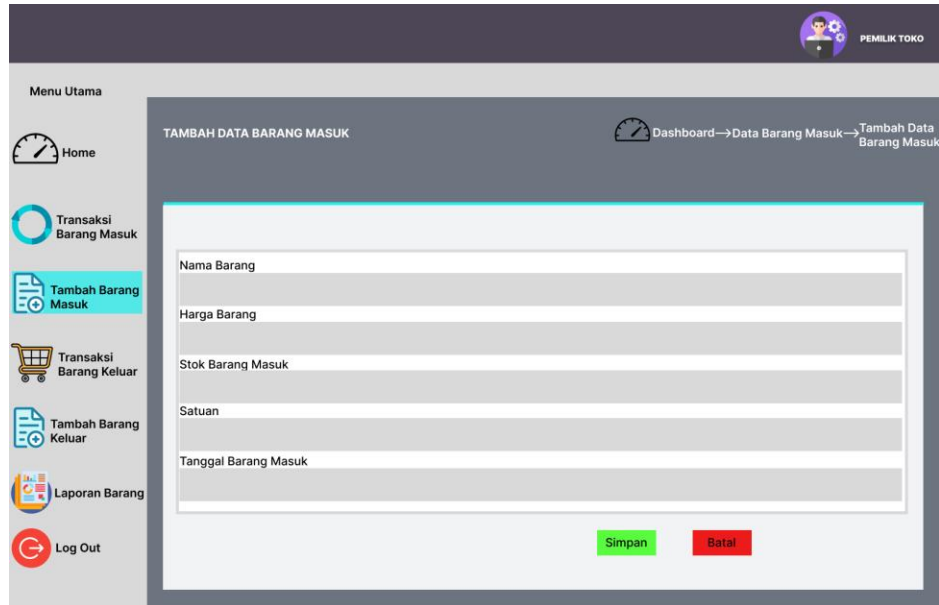 PEMILIK TOKO
Menu Utama
Home
Transaksi
Barang Masuk
Tambah Barang
Masuk
Transaksi
Barang Keluar
Tambah Barang
Keluar
Laporan Barang
Log Out
TAMBAH DATA BARANG MASUK
Dashboard→Data Barang Masuk→Tambah Data
Barang Masuk
Nama Barang
Harga Barang
Stok Barang Masuk
Satuan
Tanggal Barang Masuk
Simpan
Batal